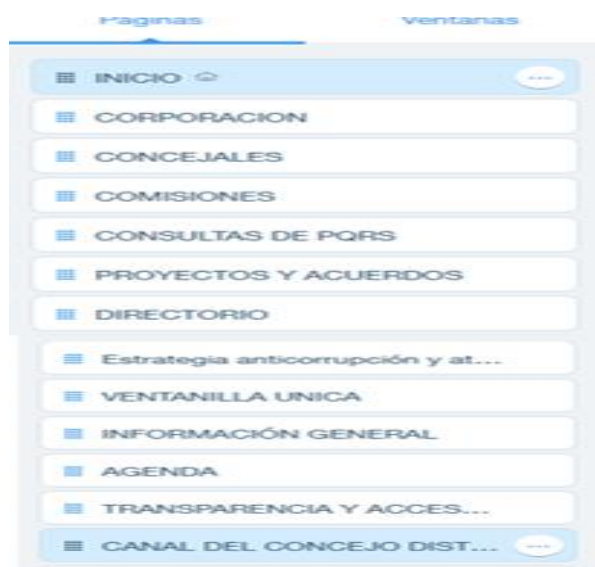 Páginas Ventanas
INICIO
CORPORACION
CONCEJALES
COMISIONES
CONSULTAS DE PQRS
PROYECTOS Y ACUERDOS
DIRECTORIO
Estrategia anticorrupción y at...
VENTANILLA UNICA
INFORMACIÓN GENERAL
AGENDA
TRANSPARENCIA Y ACCES...
CANAL DEL CONCEJO DIST...